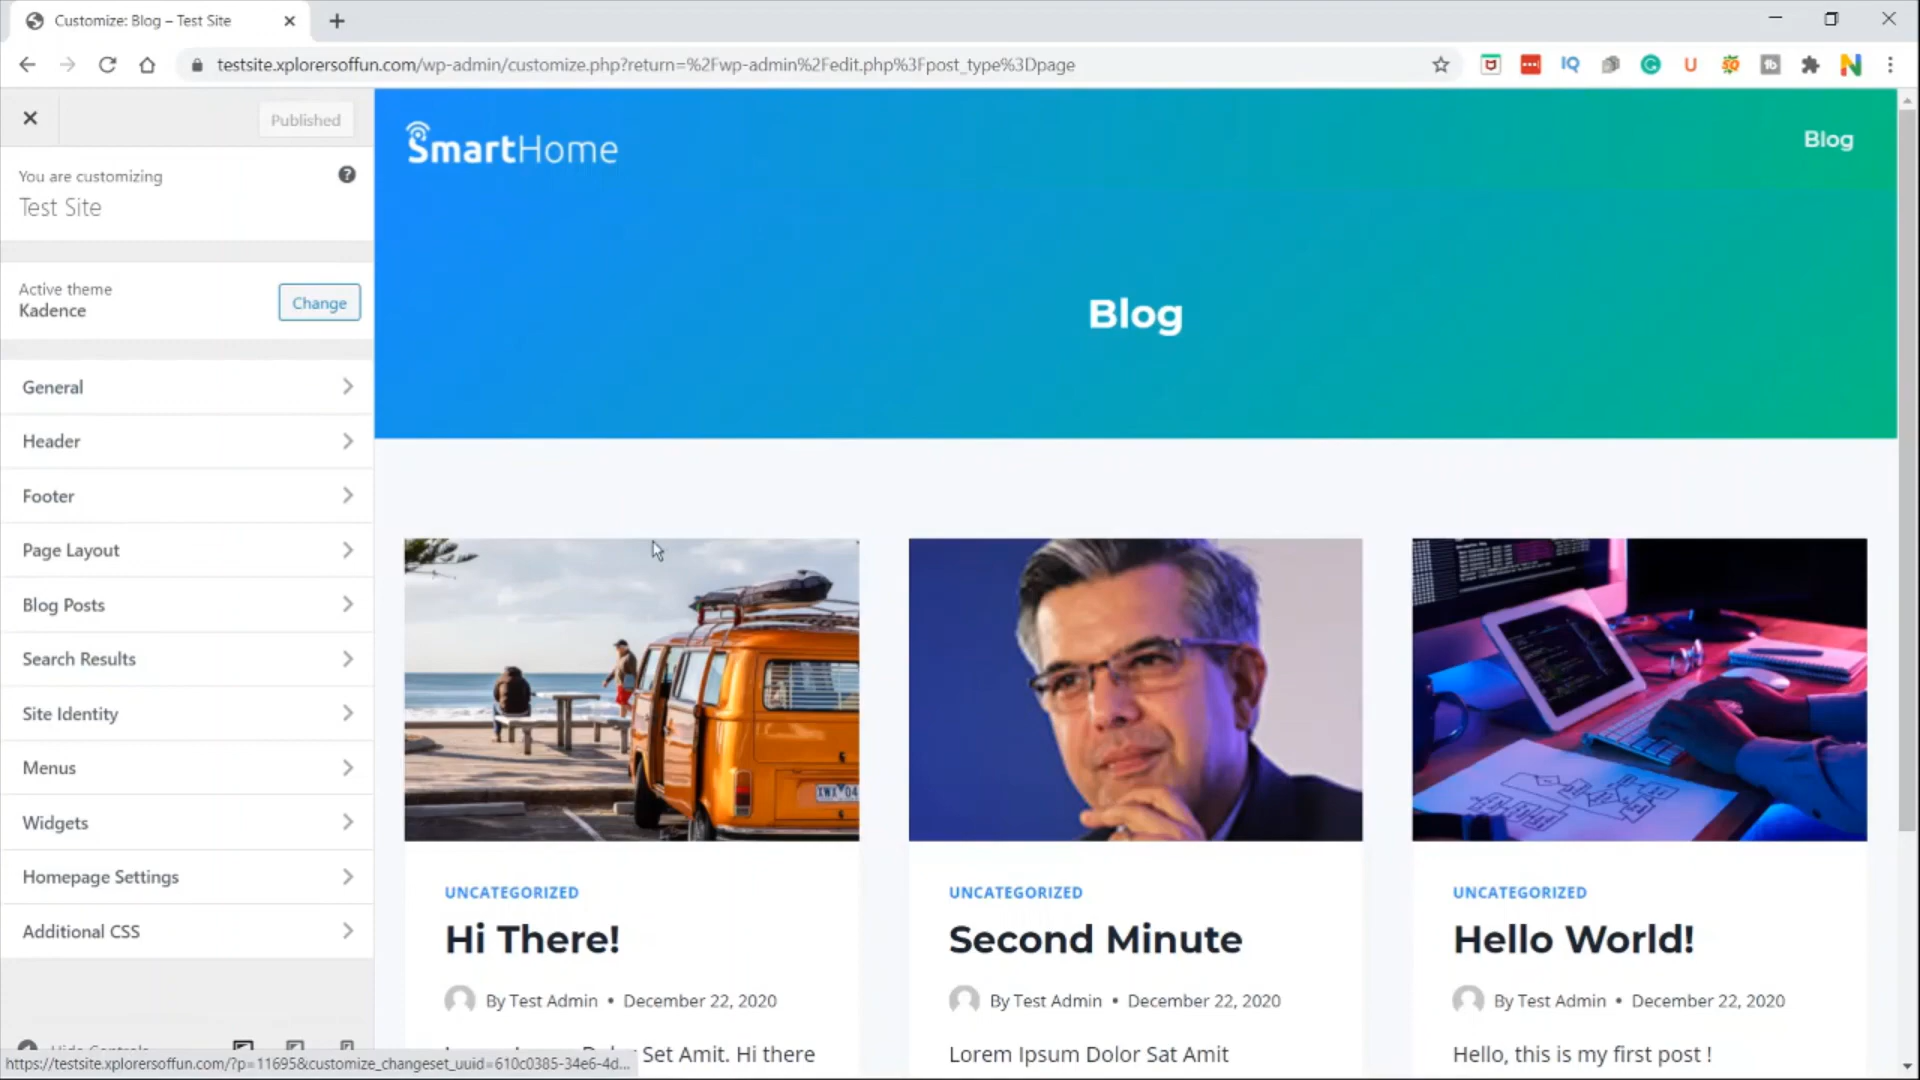 Customize: Blog – Test Site
testsite.xplorersoffun.com/wp-admin/customize.php?return=%2Fwp-admin%2Fedit.php%3Fpost_type%3Dpage
Published
You are customizing
Test Site
Active theme
Kadence
Change
General
Header
Footer
Page Layout
Blog Posts
Search Results
Site Identity
Menus
Widgets
Homepage Settings
Additional CSS
Hide Controls
https://testsite.xplorersoffun.com/?p=11695&customize_changeset_uuid=610c0385-34e6-4d...
SmartHome
Blog
Blog
UNCATEGORIZED
Hi There!
By Test Admin • December 22, 2020
Set Amit. Hi there
UNCATEGORIZED
Second Minute
By Test Admin • December 22, 2020
Lorem Ipsum Dolor Sat Amit
UNCATEGORIZED
Hello World!
By Test Admin • December 22, 2020
Hello, this is my first post !